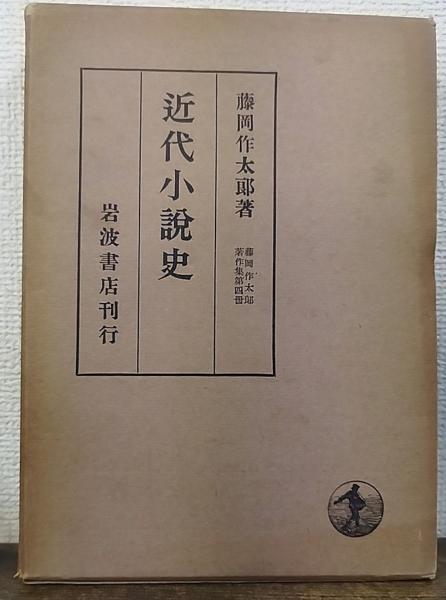 藤岡作太郎著
藤岡作太郎
著作集第四冊
近代小説史
岩波書店刊行